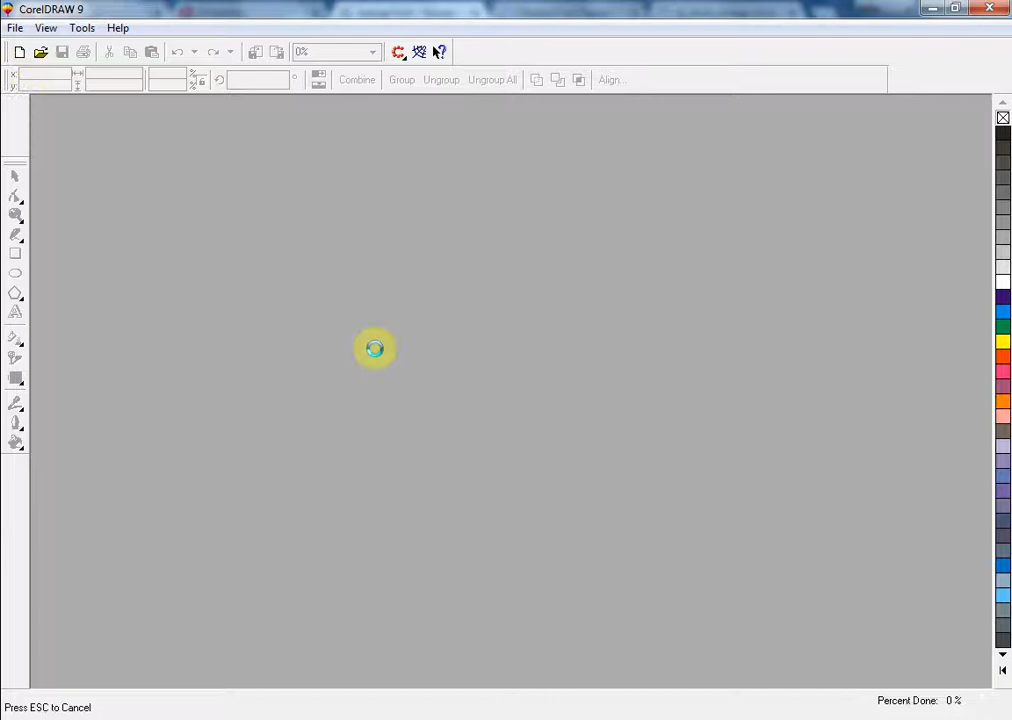 CorelDRAW 9
File View Tools Help
0%
x:
y:
%
%
°
Combine Group Ungroup Ungroup All Align...
Press ESC to Cancel
Percent Done: 0 %